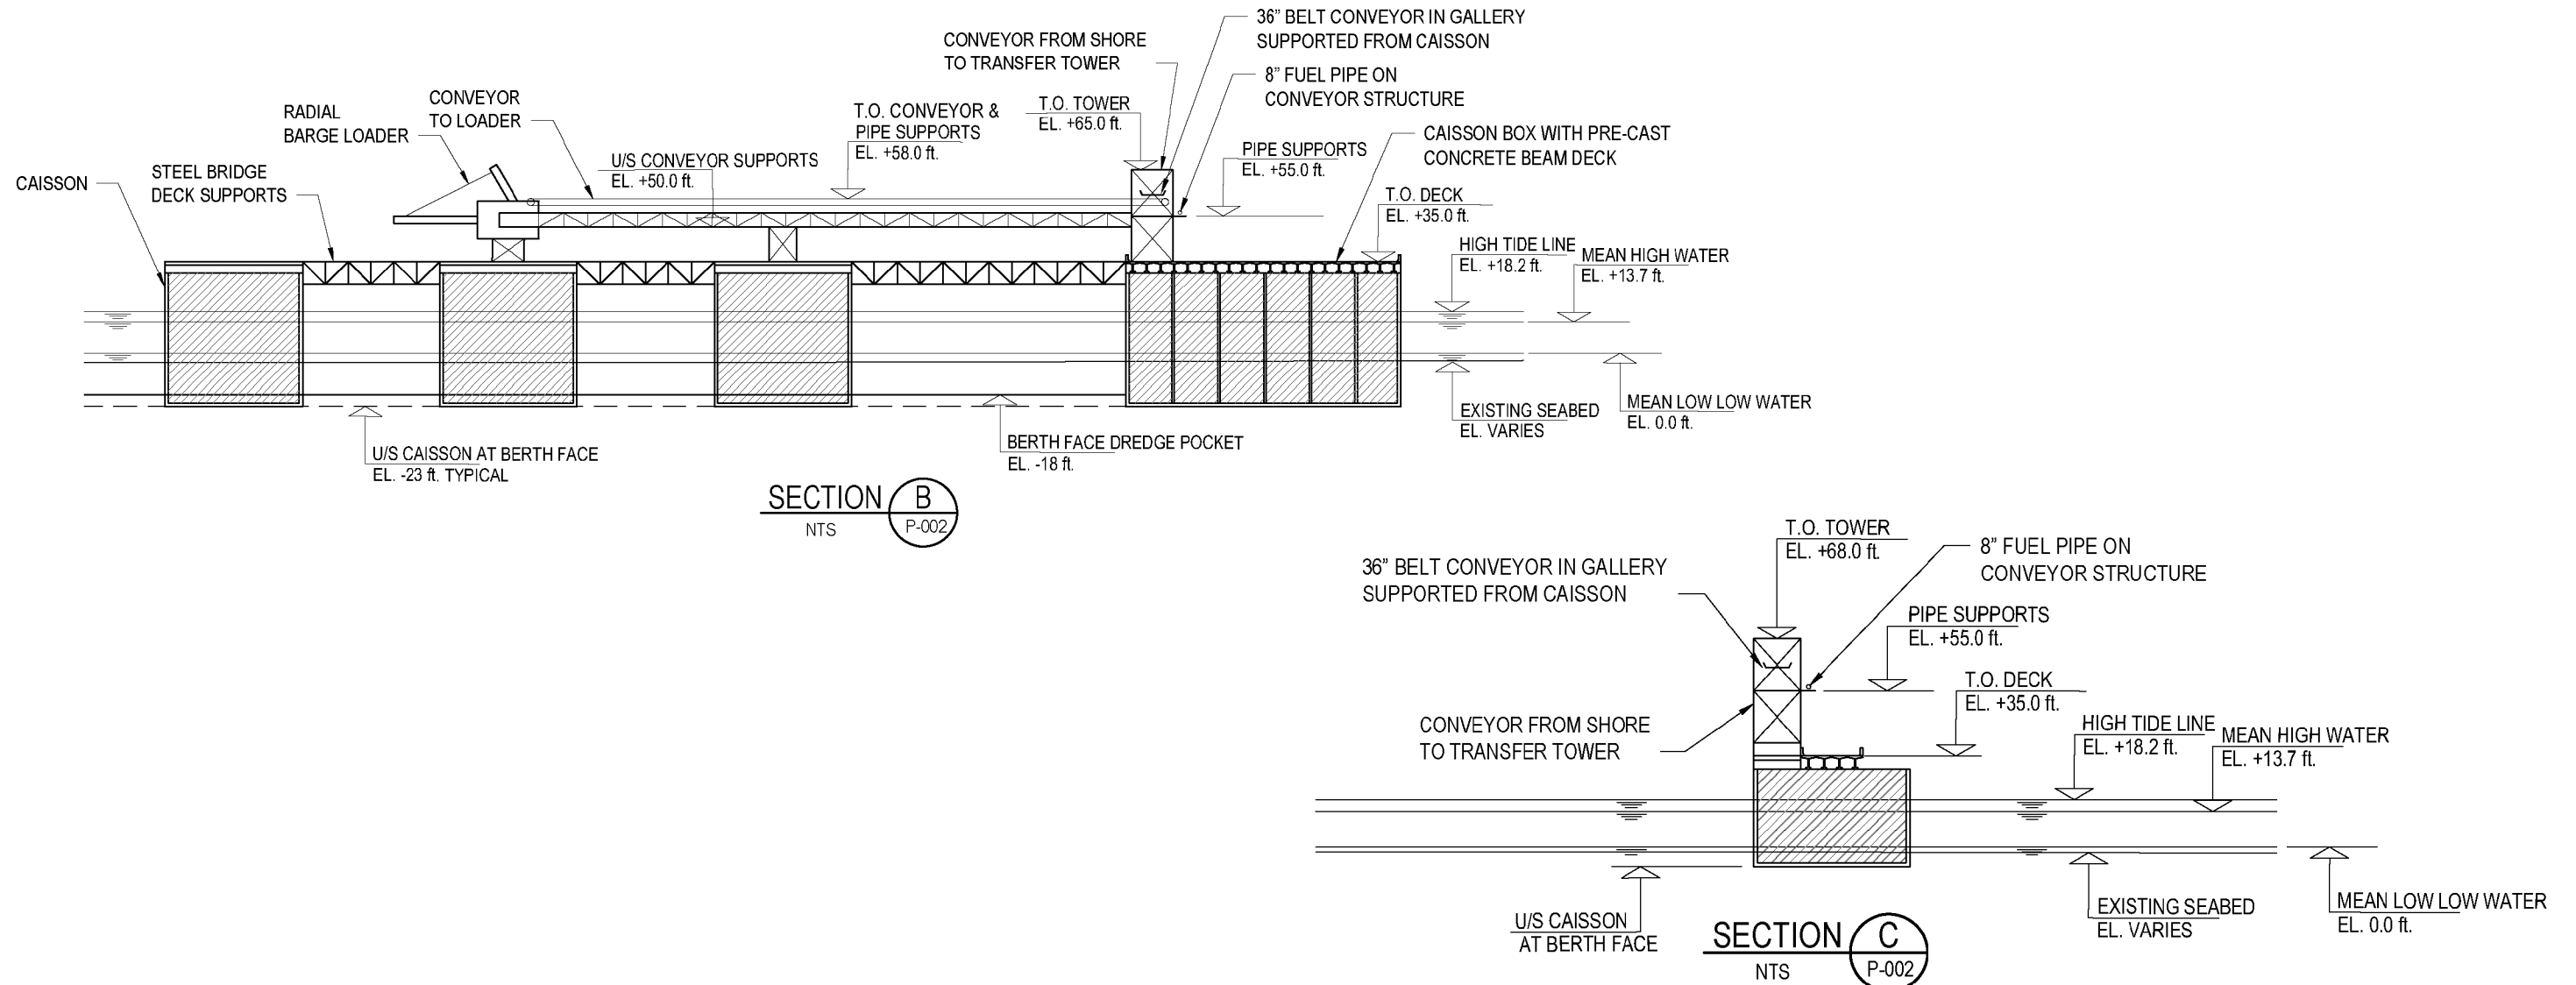 36” BELT CONVEYOR IN GALLERY
SUPPORTED FROM CAISSON
CONVEYOR FROM SHORE
TO TRANSFER TOWER
8” FUEL PIPE ON
CONVEYOR STRUCTURE
RADIAL
BARGE LOADER
CONVEYOR
TO LOADER
T.O. CONVEYOR &
PIPE SUPPORTS
EL. +58.0 ft.
T.O. TOWER
EL. +65.0 ft.
CAISSON BOX WITH PRE-CAST
CONCRETE BEAM DECK
PIPE SUPPORTS
EL. +55.0 ft.
U/S CONVEYOR SUPPORTS
EL. +50.0 ft.
STEEL BRIDGE
DECK SUPPORTS
CAISSON
T.O. DECK
EL. +35.0 ft.
HIGH TIDE LINE
EL. +18.2 ft.
MEAN HIGH WATER
EL. +13.7 ft.
EXISTING SEABED
EL. VARIES
MEAN LOW LOW WATER
EL. 0.0 ft.
U/S CAISSON AT BERTH FACE
EL. -23 ft. TYPICAL
BERTH FACE DREDGE POCKET
EL. -18 ft.
SECTION B
NTS P-002
T.O. TOWER
EL. +68.0 ft.
8” FUEL PIPE ON
CONVEYOR STRUCTURE
36” BELT CONVEYOR IN GALLERY
SUPPORTED FROM CAISSON
PIPE SUPPORTS
EL. +55.0 ft.
T.O. DECK
EL. +35.0 ft.
CONVEYOR FROM SHORE
TO TRANSFER TOWER
HIGH TIDE LINE
EL. +18.2 ft.
MEAN HIGH WATER
EL. +13.7 ft.
U/S CAISSON
AT BERTH FACE
EXISTING SEABED
EL. VARIES
MEAN LOW LOW WATER
EL. 0.0 ft.
SECTION C
NTS P-002